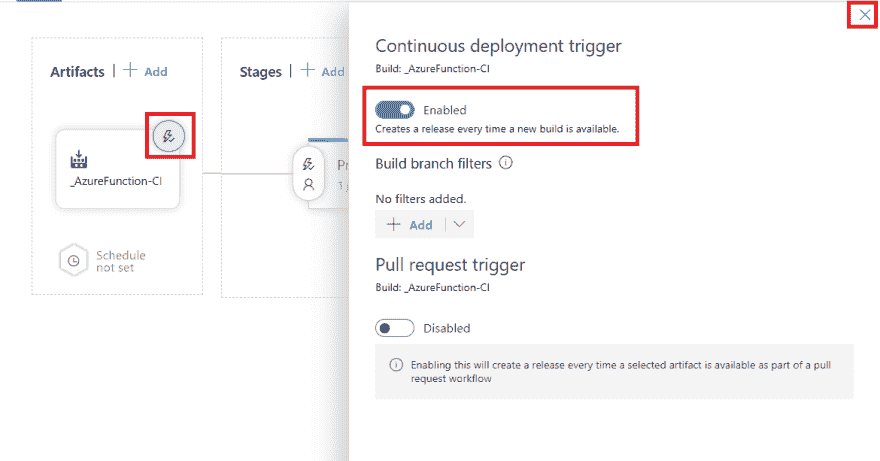 Artifacts | + Add
Stages | + Add
_AzureFunction-CI
Schedule
not set
Continuous deployment trigger
Build: _AzureFunction-CI
Enabled
Creates a release every time a new build is available.
Build branch filters
No filters added.
+ Add
Pull request trigger
Build: _AzureFunction-CI
Disabled
Enabling this will create a release every time a selected artifact is available as part of a pull
request workflow